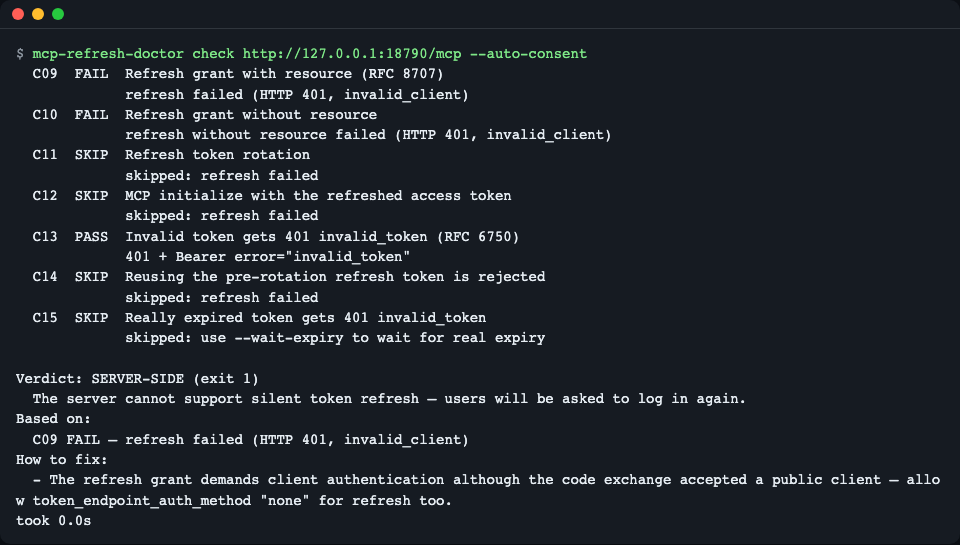 $ mcp-refresh-doctor check http://127.0.0.1:18790/mcp --auto-consent
C09  FAIL  Refresh grant with resource (RFC 8707)
refresh failed (HTTP 401, invalid_client)
C10  FAIL  Refresh grant without resource
refresh without resource failed (HTTP 401, invalid_client)
C11  SKIP  Refresh token rotation
skipped: refresh failed
C12  SKIP  MCP initialize with the refreshed access token
skipped: refresh failed
C13  PASS  Invalid token gets 401 invalid_token (RFC 6750)
401 + Bearer error="invalid_token"
C14  SKIP  Reusing the pre-rotation refresh token is rejected
skipped: refresh failed
C15  SKIP  Really expired token gets 401 invalid_token
skipped: use --wait-expiry to wait for real expiry
Verdict: SERVER-SIDE (exit 1)
The server cannot support silent token refresh — users will be asked to log in again.
Based on:
C09 FAIL — refresh failed (HTTP 401, invalid_client)
How to fix:
- The refresh grant demands client authentication although the code exchange accepted a public client — allo
w token_endpoint_auth_method "none" for refresh too.
took 0.0s